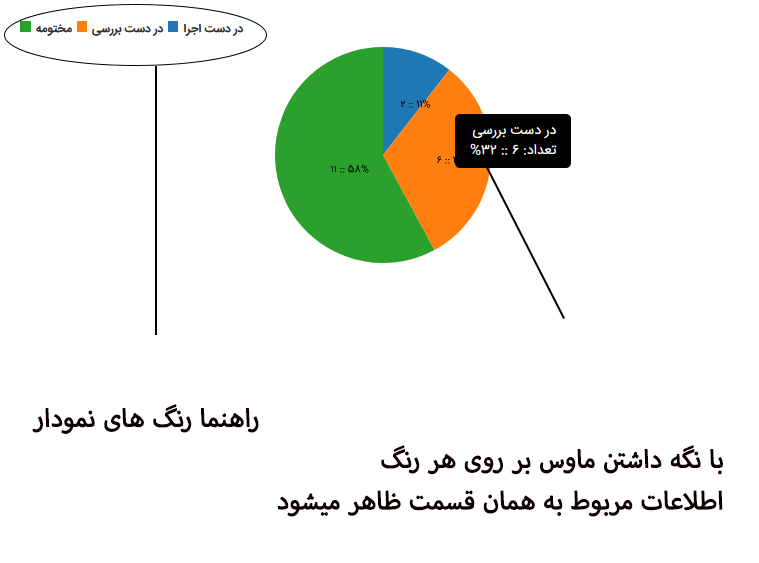 در دست اجرا
در دست بررسی
مختومه
۲ :: ۱۱%
در دست بررسی
تعداد: ۶ :: ۳۲%
۶ ::
۱۱ :: ۵۸%
راهنما رنگ های نمودار
با نگه داشتن ماوس بر روی هر رنگ
اطلاعات مربوط به همان قسمت ظاهر میشود